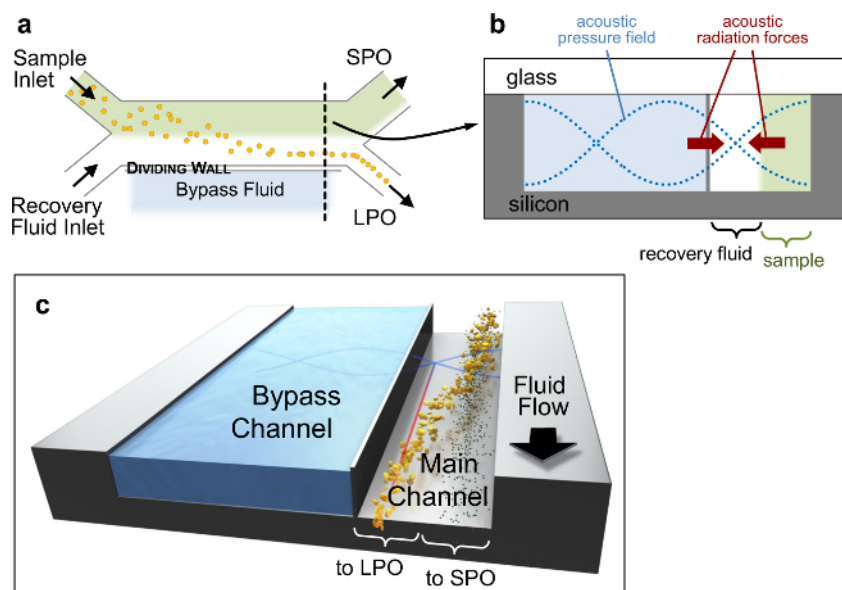 a
Sample
Inlet
SPO
DIVIDING WALL
Bypass Fluid
Recovery
Fluid Inlet
LPO
b
acoustic
pressure field
acoustic
radiation forces
glass
silicon
recovery fluid
sample
c
Bypass
Channel
Main
Channel
Fluid
Flow
to LPO
to SPO